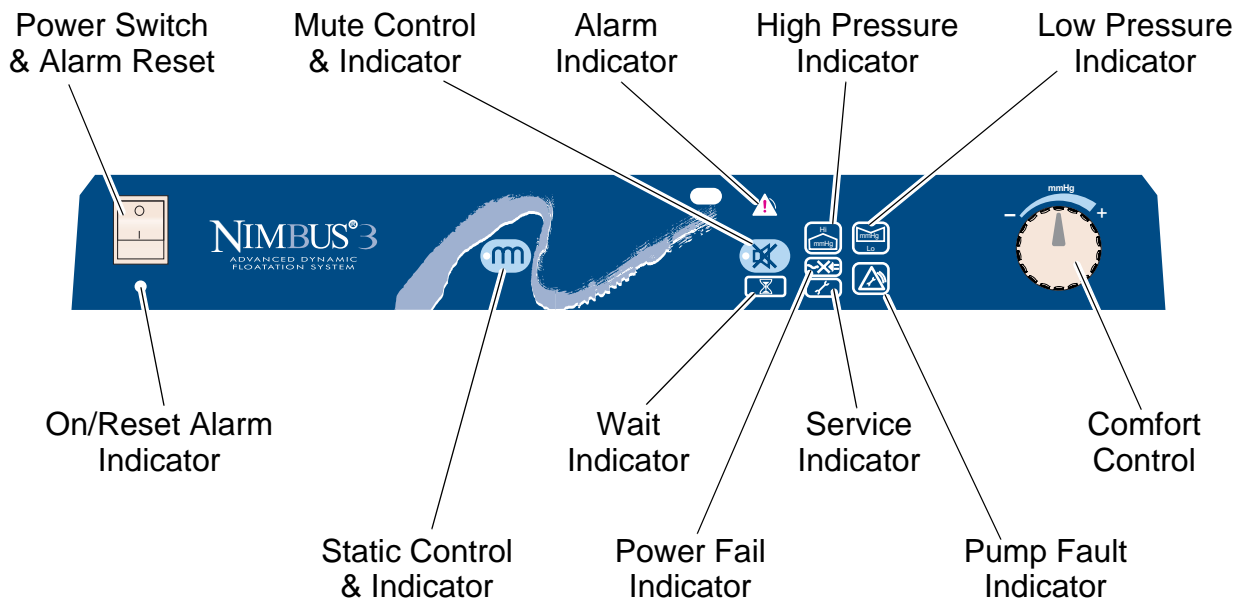 Power Switch
& Alarm Reset
Mute Control
& Indicator
Alarm
Indicator
High Pressure
Indicator
Low Pressure
Indicator
NIMBUS® 3
ADVANCED DYNAMIC
FLOATATION SYSTEM
!
Hi
mmHg
mmHg
Lo
mmHg
– +
On/Reset Alarm
Indicator
Wait
Indicator
Service
Indicator
Comfort
Control
Static Control
& Indicator
Power Fail
Indicator
Pump Fault
Indicator